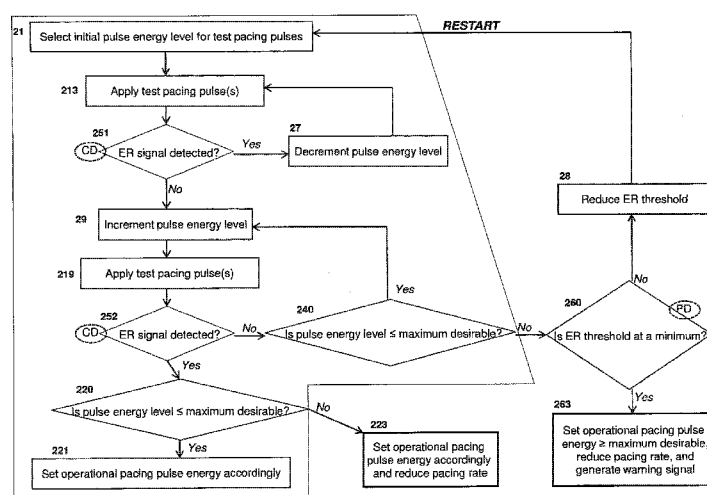 RESTART
21
Select initial pulse energy level for test pacing pulses
213
Apply test pacing pulse(s)
251
CD
ER signal detected?
Yes
27
Decrement pulse energy level
No
29
Increment pulse energy level
28
Reduce ER threshold
219
Apply test pacing pulse(s)
Yes
No
252
CD
ER signal detected?
No
240
Is pulse energy level ≤ maximum desirable?
No
260
PD
Is ER threshold at a minimum?
Yes
220
Is pulse energy level ≤ maximum desirable?
No
Yes
221
Set operational pacing pulse energy accordingly
223
Set operational pacing
pulse energy accordingly
and reduce pacing rate
Yes
263
Set operational pacing pulse
energy ≥ maximum desirable,
reduce pacing rate, and
generate warning signal